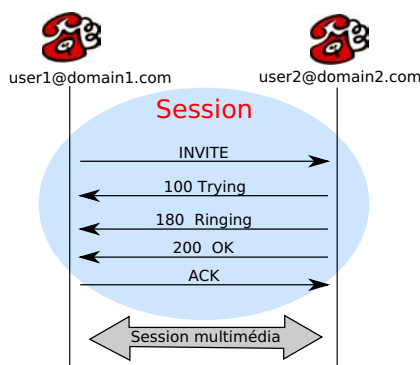 user1@domain1.com
user2@domain2.com
Session
INVITE
100 Trying
180 Ringing
200 OK
ACK
Session multimédia